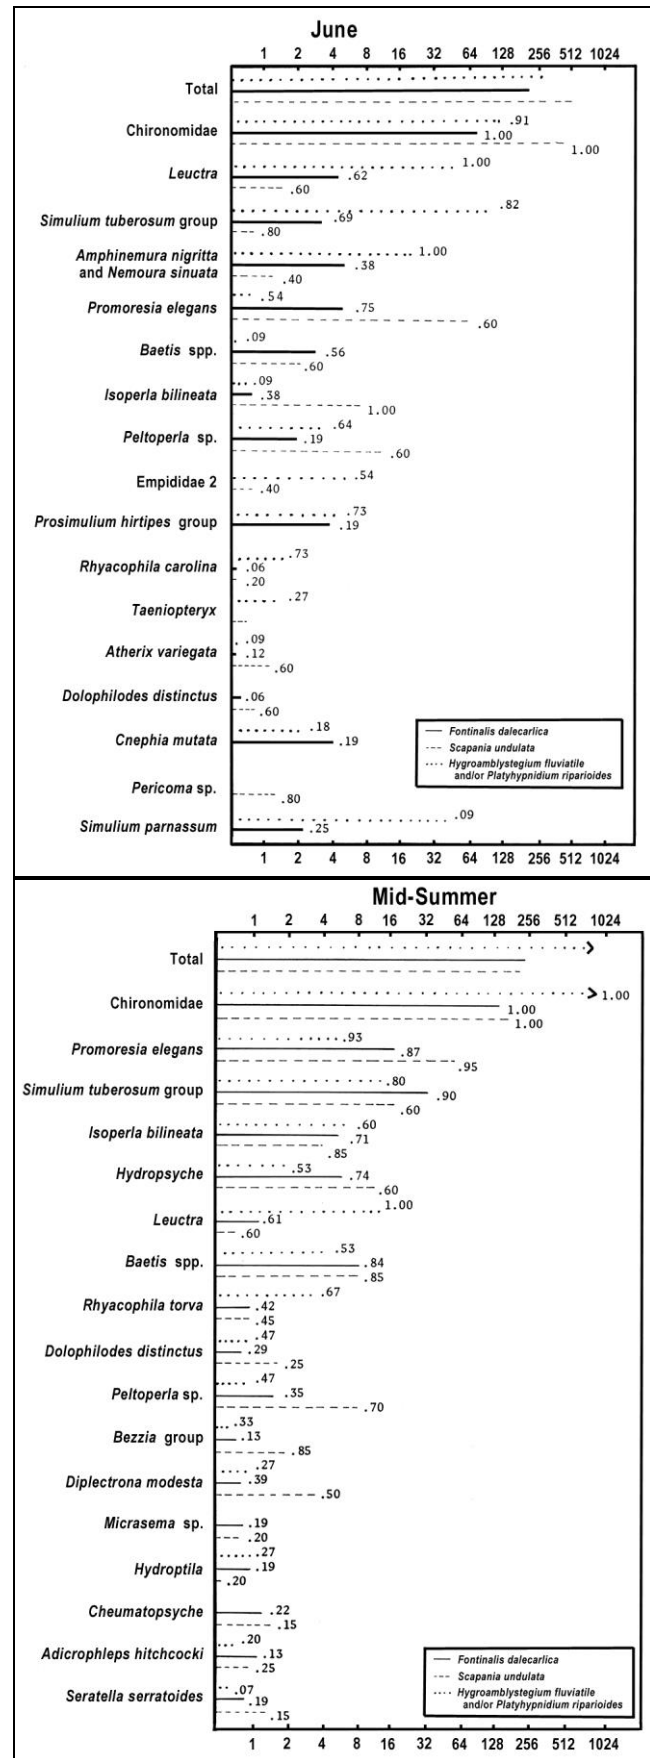 June
1 2 4 8 16 32 64 128 256 512 1024
Total
Chironomidae .91
1.00
1.00
Leuctra 1.00
.62
.60
Simulium tuberosum group .82
.69
.80
Amphinemura nigritta 1.00
and Nemoura sinuata .38
.40
Promoresia elegans .54
.75
.60
Baetis spp. .09
.56
.60
Isoperla bilineata .09
.38
1.00
Peltoperla sp. .64
.19
.60
Empididae 2 .54
.40
Prosimulium hirtipes group .73
.19
Rhyacophila carolina .73
.06
.20
Taeniopteryx .27
Atherix variegata .09
.12
.60
Dolophilodes distinctus .06
.60
Cnephia mutata .18
.19
Pericoma sp. .80
Simulium parnassum .09
.25
Fontinalis dalecarlica
Scapania undulata
Hygroamblystegium fluviatile
and/or Platyhypnidium riparioides
1 2 4 8 16 32 64 128 256 512 1024
Mid-Summer
1 2 4 8 16 32 64 128 256 512 1024
Total
Chironomidae 1.00
1.00
1.00
Promoresia elegans .93
.87
.95
Simulium tuberosum group .80
.90
.60
Isoperla bilineata .60
.71
.85
Hydropsyche .53
.74
.60
Leuctra 1.00
.61
.60
Baetis spp. .53
.84
.85
Rhyacophila torva .67
.42
.45
Dolophilodes distinctus .47
.29
.25
Peltoperla sp. .47
.35
.70
Bezzia group .33
.13
.85
Diplectrona modesta .27
.39
.50
Micrasema sp. .19
.20
Hydroptila .27
.19
.20
Cheumatopsyche .22
.15
Adicrophleps hitchcocki .20
.13
.25
Seratella serratoides .07
.19
.15
Fontinalis dalecarlica
Scapania undulata
Hygroamblystegium fluviatile
and/or Platyhypnidium riparioides
1 2 4 8 16 32 64 128 256 512 1024